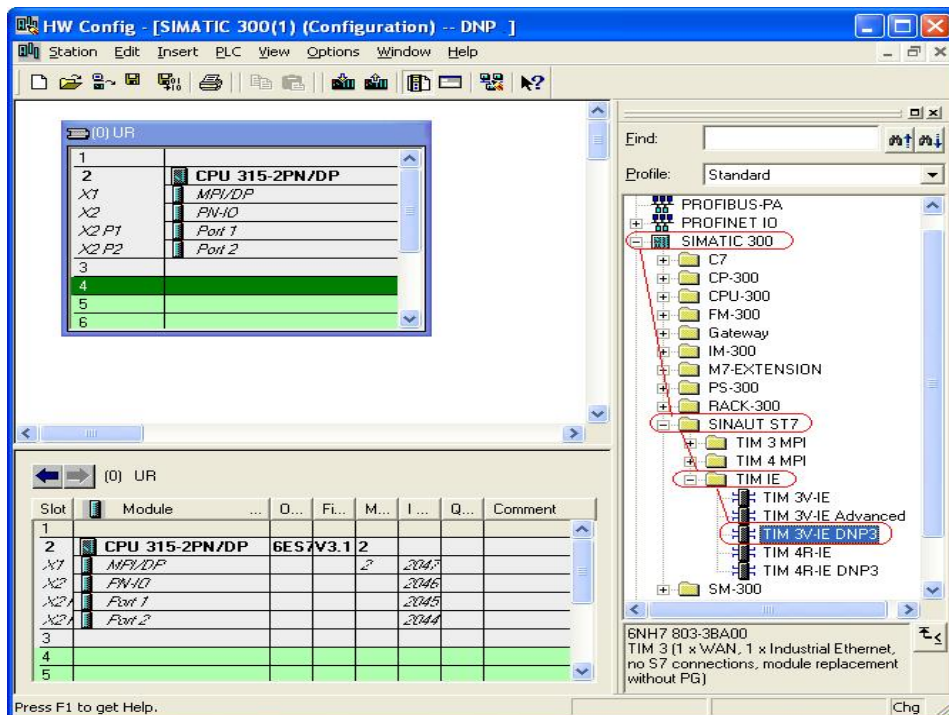 HW Config - [SIMATIC 300(1) (Configuration) -- DNP ]
Station Edit Insert PLC View Options Window Help
(0) UR
1
2 CPU 315-2PN/DP
X1 MPI/DP
X2 PN-IO
X2 P1 Port 1
X2 P2 Port 2
3
4
5
6
Find:
Profile: Standard
PROFIBUS-PA
PROFINET IO
SIMATIC 300
C7
CP-300
CPU-300
FM-300
Gateway
IM-300
M7-EXTENSION
PS-300
RACK-300
SINAUT ST7
TIM 3 MPI
TIM 4 MPI
TIM IE
TIM 3V-IE
TIM 3V-IE Advanced
TIM 3V-IE DNP3
TIM 4R-IE
TIM 4R-IE DNP3
SM-300
6NH7 803-3BA00
TIM 3 (1 x WAN, 1 x Industrial Ethernet,
no S7 connections, module replacement
without PG)
(0) UR
Slot Module ... O... Fi... M... I ... Q... Comment
1
2 CPU 315-2PN/DP 6ES7 V3.1 2
X1 MPI/DP 2 2047
X2 PN-IO 2046
X2 Port 1 2045
X2 Port 2 2044
3
4
5
Press F1 to get Help.
Chg